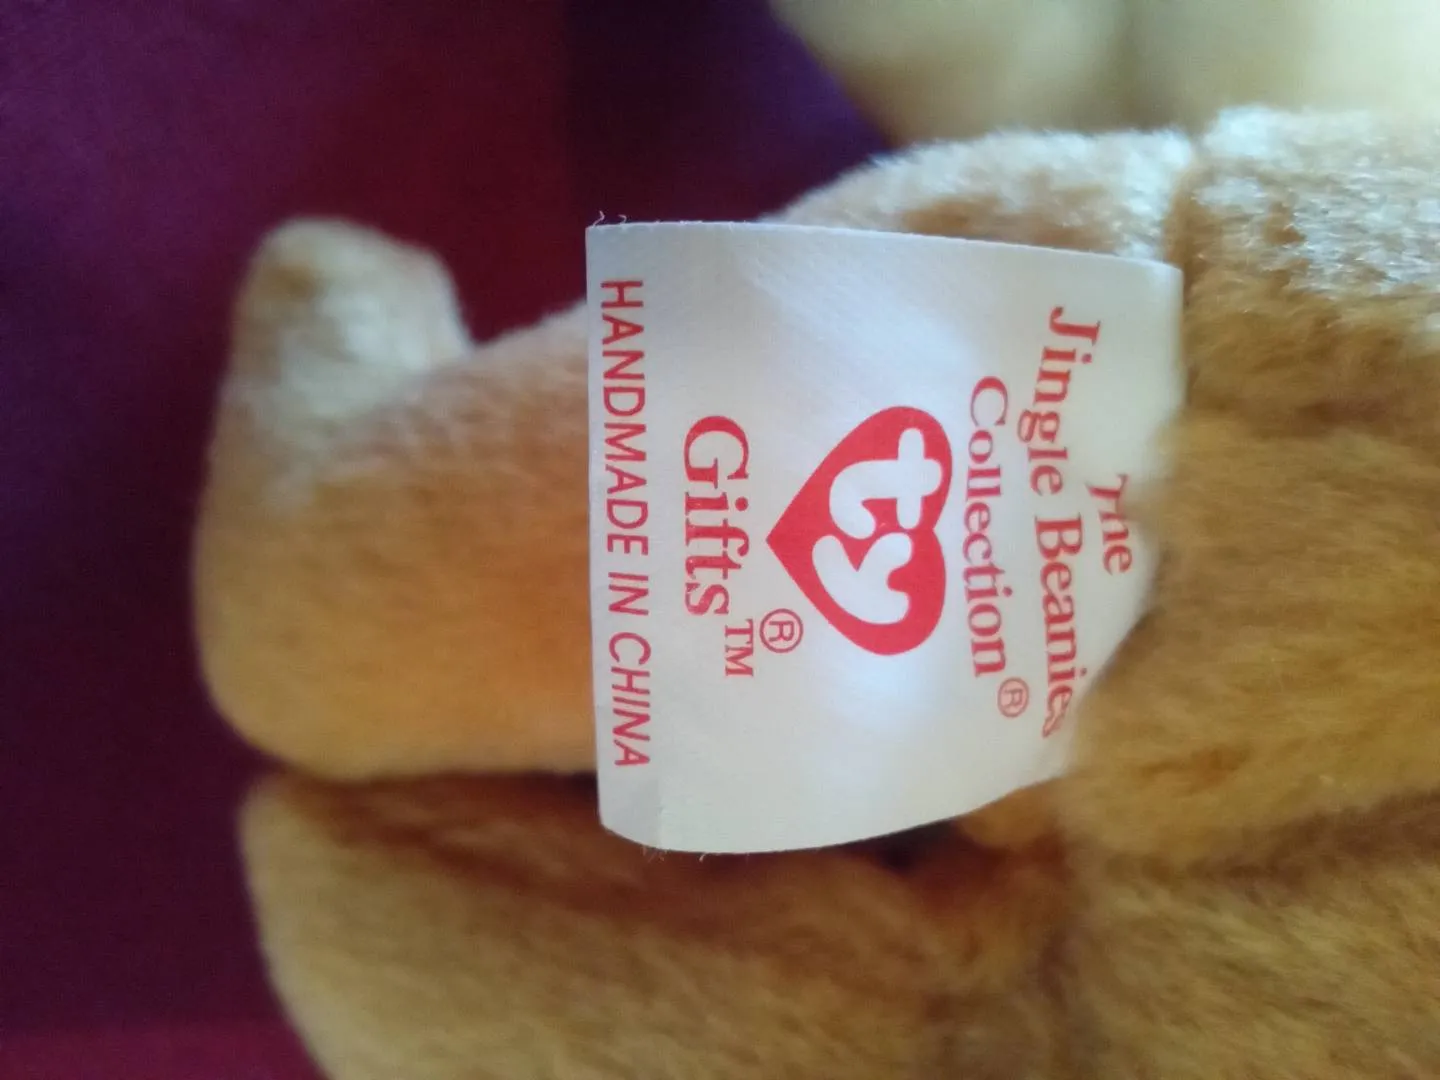 The
Jingle Beanies
Collection®
ty®
Gifts™
HANDMADE IN CHINA